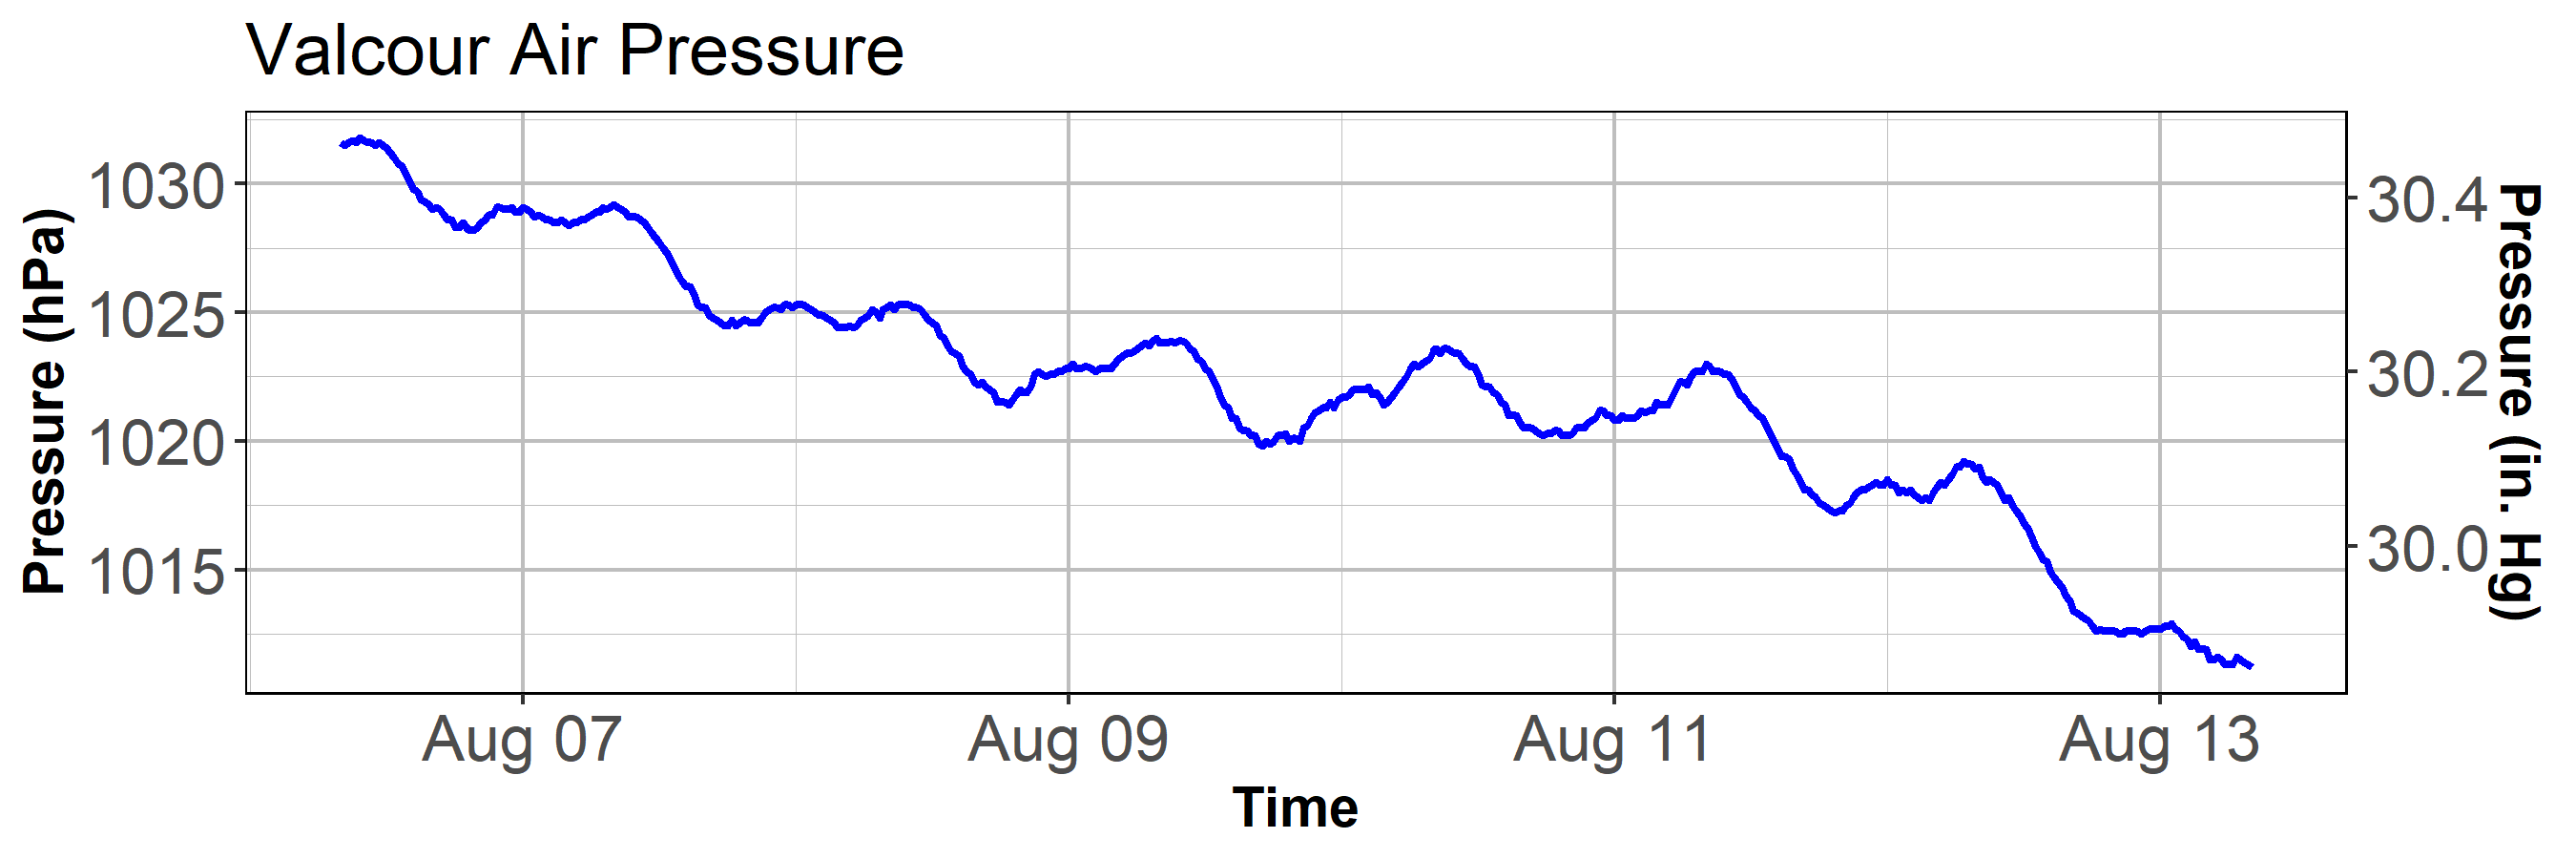 Valcour Air Pressure
Pressure (hPa)
1030
1025
1020
1015
30.4
30.2
30.0
Pressure (in. Hg)
Aug 07
Aug 09
Aug 11
Aug 13
Time